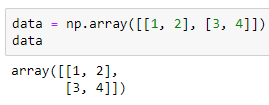 data = np.array([[1, 2], [3, 4]])
data
array([[1, 2],
       [3, 4]])